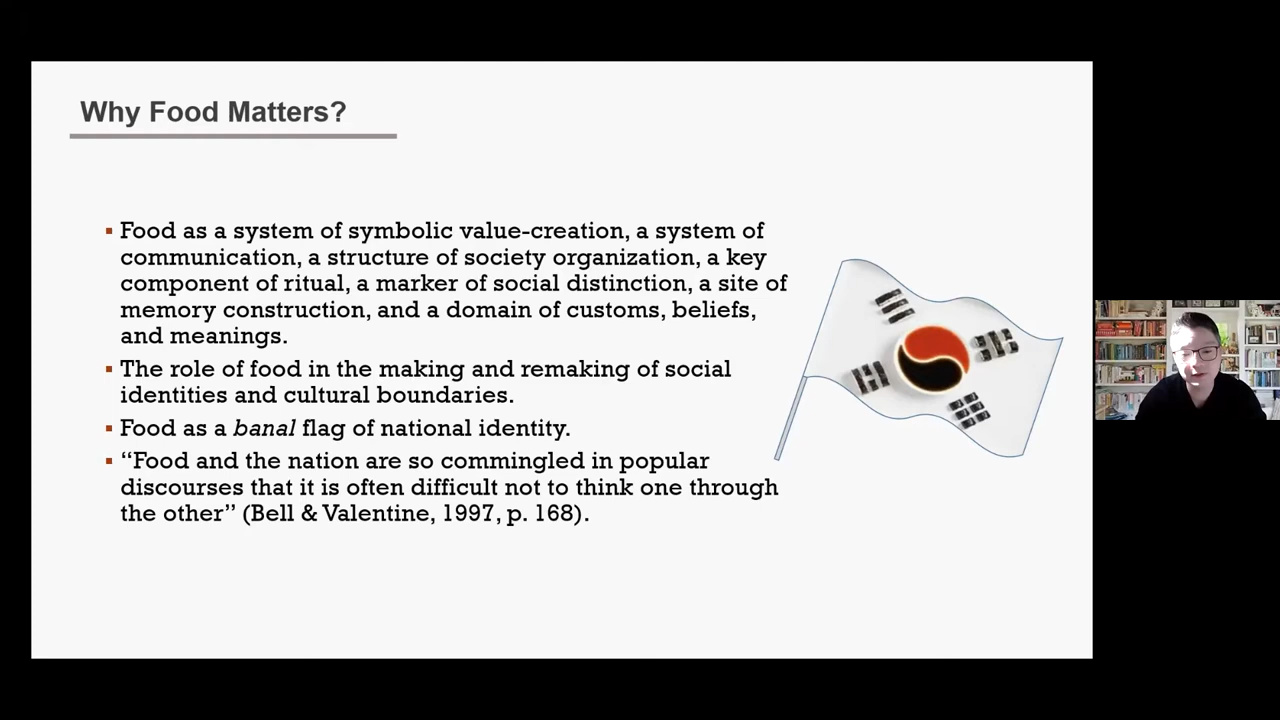 Why Food Matters?
▪ Food as a system of symbolic value-creation, a system of
communication, a structure of society organization, a key
component of ritual, a marker of social distinction, a site of
memory construction, and a domain of customs, beliefs,
and meanings.
▪ The role of food in the making and remaking of social
identities and cultural boundaries.
▪ Food as a banal flag of national identity.
▪ “Food and the nation are so commingled in popular
discourses that it is often difficult not to think one through
the other” (Bell & Valentine, 1997, p. 168).